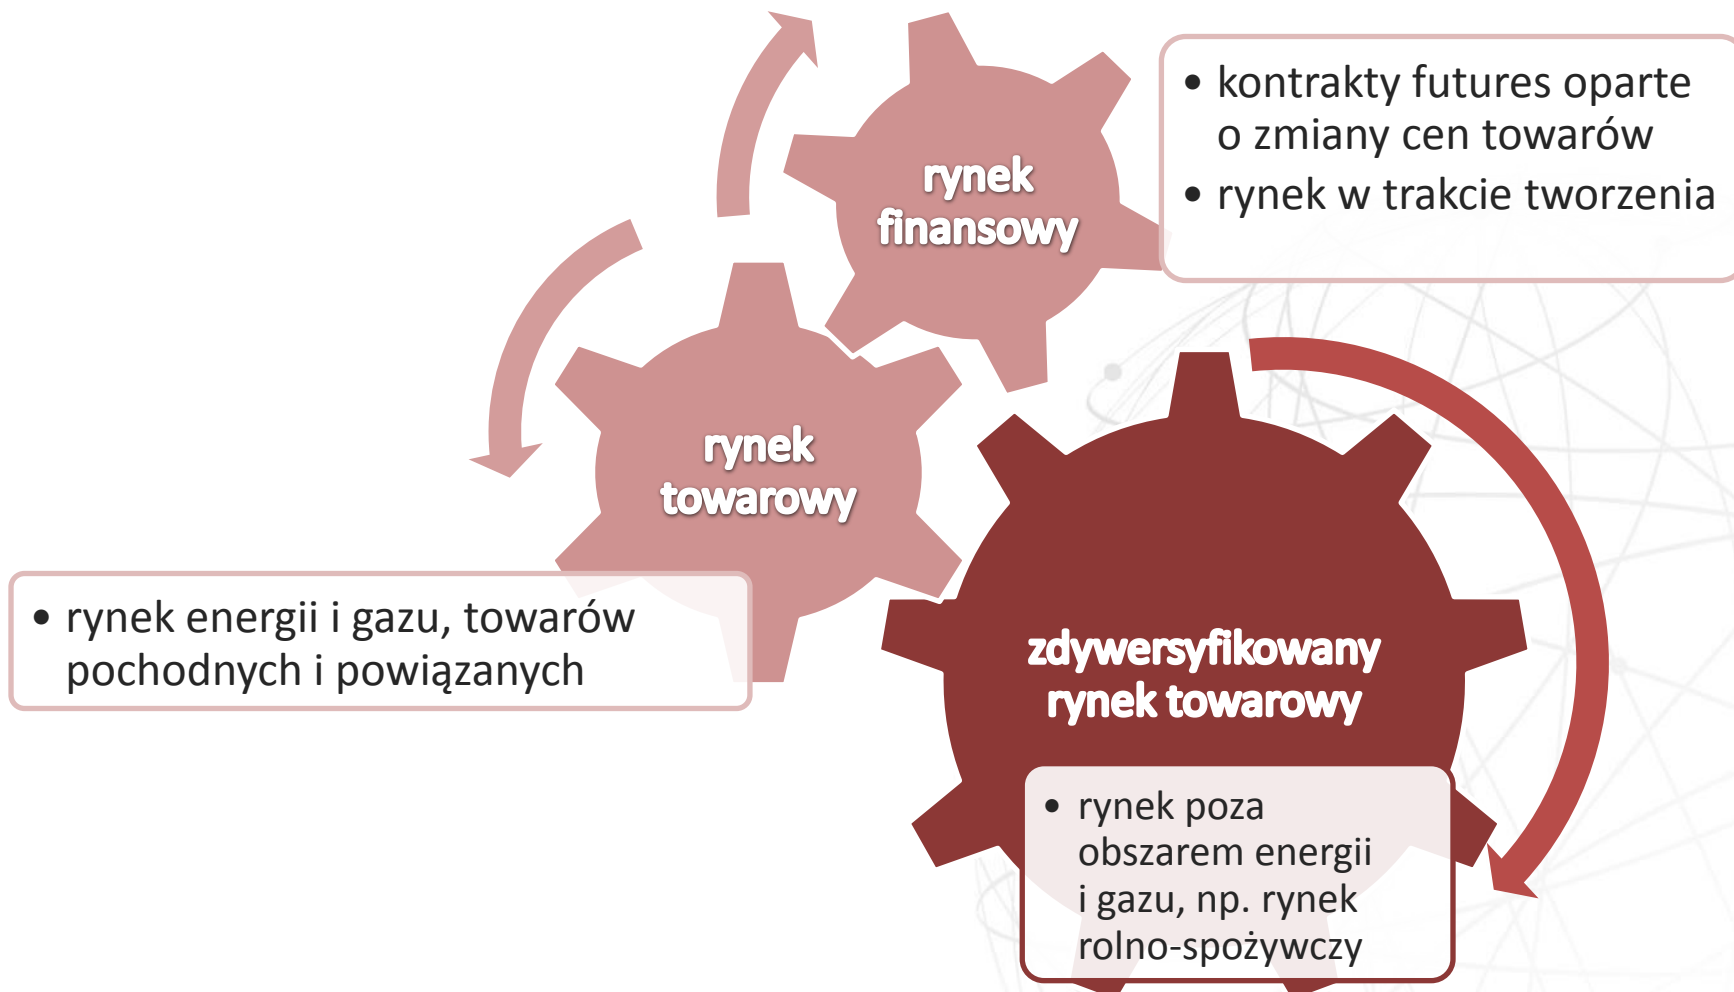 rynek
finansowy
• kontrakty futures oparte
o zmiany cen towarów
• rynek w trakcie tworzenia
rynek
towarowy
• rynek energii i gazu, towarów
pochodnych i powiązanych
zdywersyfikowany
rynek towarowy
• rynek poza
obszarem energii
i gazu, np. rynek
rolno-spożywczy